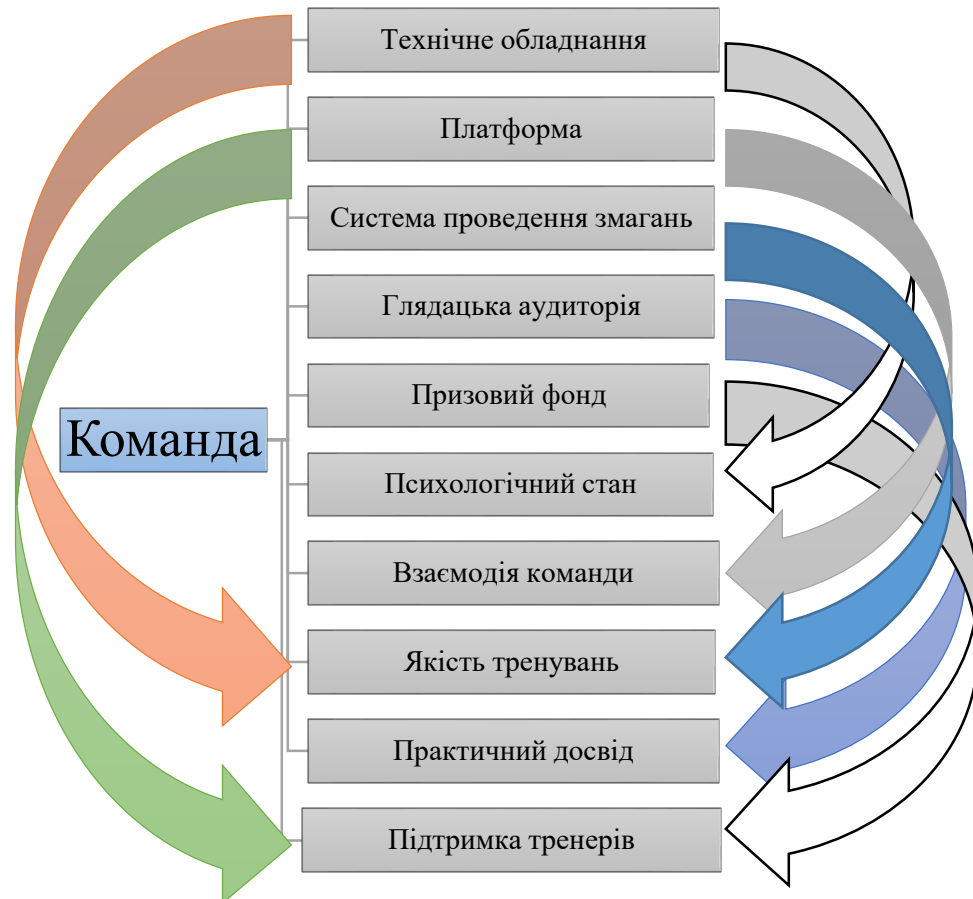 Технічне обладнання
Платформа
Система проведення змагань
Глядацька аудиторія
Призовий фонд
Команда
Психологічний стан
Взаємодія команди
Якість тренувань
Практичний досвід
Підтримка тренерів